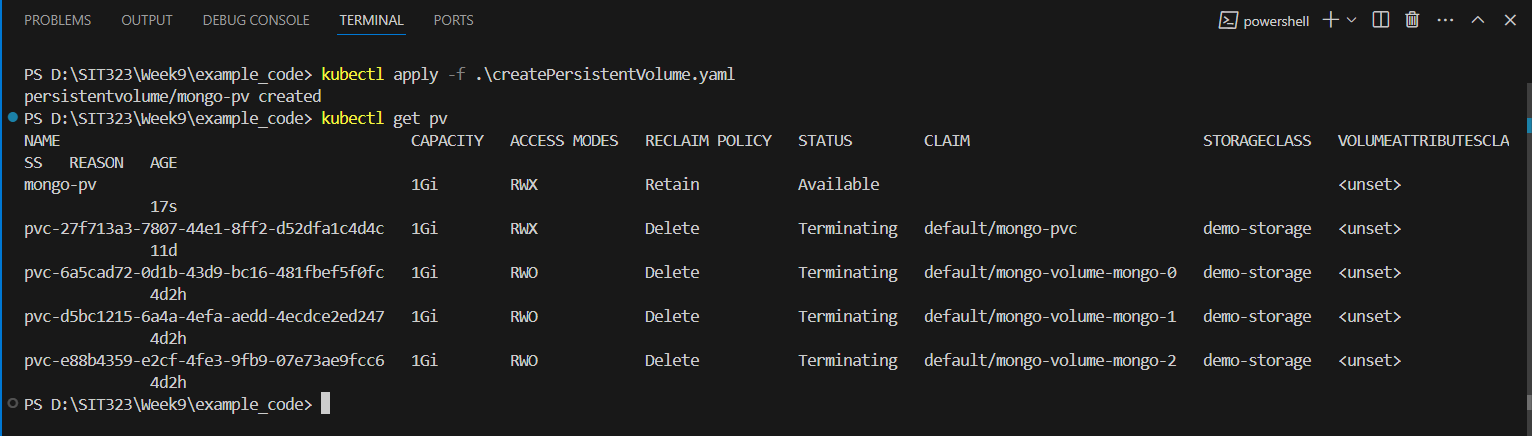 PROBLEMS OUTPUT DEBUG CONSOLE TERMINAL PORTS powershell
PS D:\SIT323\Week9\example_code> kubectl apply -f .\createPersistentVolume.yaml
persistentvolume/mongo-pv created
PS D:\SIT323\Week9\example_code> kubectl get pv
NAME CAPACITY ACCESS MODES RECLAIM POLICY STATUS CLAIM STORAGECLASS VOLUMEATTRIBUTESCLA
SS REASON AGE
mongo-pv 1Gi RWX Retain Available <unset>
17s
pvc-27f713a3-7807-44e1-8ff2-d52dfa1c4d4c 1Gi RWX Delete Terminating default/mongo-pvc demo-storage <unset>
11d
pvc-6a5cad72-0d1b-43d9-bc16-481fbef5f0fc 1Gi RWO Delete Terminating default/mongo-volume-mongo-0 demo-storage <unset>
4d2h
pvc-d5bc1215-6a4a-4efa-aedd-4ecdce2ed247 1Gi RWO Delete Terminating default/mongo-volume-mongo-1 demo-storage <unset>
4d2h
pvc-e88b4359-e2cf-4fe3-9fb9-07e73ae9fcc6 1Gi RWO Delete Terminating default/mongo-volume-mongo-2 demo-storage <unset>
4d2h
PS D:\SIT323\Week9\example_code>